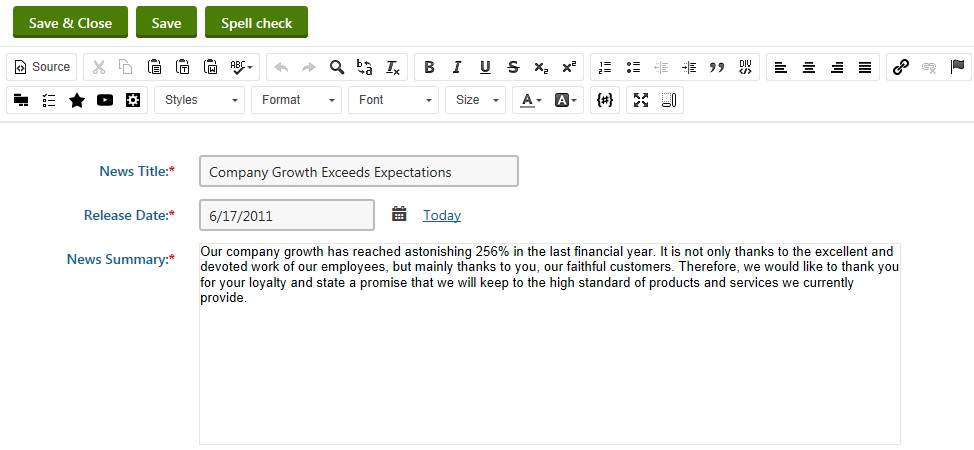 Save & Close Save Spell check
Source ABC B I U S x₂ x² DIV
Styles Format Font Size A A {#}
News Title:* Company Growth Exceeds Expectations
Release Date:* 6/17/2011 Today
News Summary:* Our company growth has reached astonishing 256% in the last financial year. It is not only thanks to the excellent and
devoted work of our employees, but mainly thanks to you, our faithful customers. Therefore, we would like to thank you
for your loyalty and state a promise that we will keep to the high standard of products and services we currently
provide.